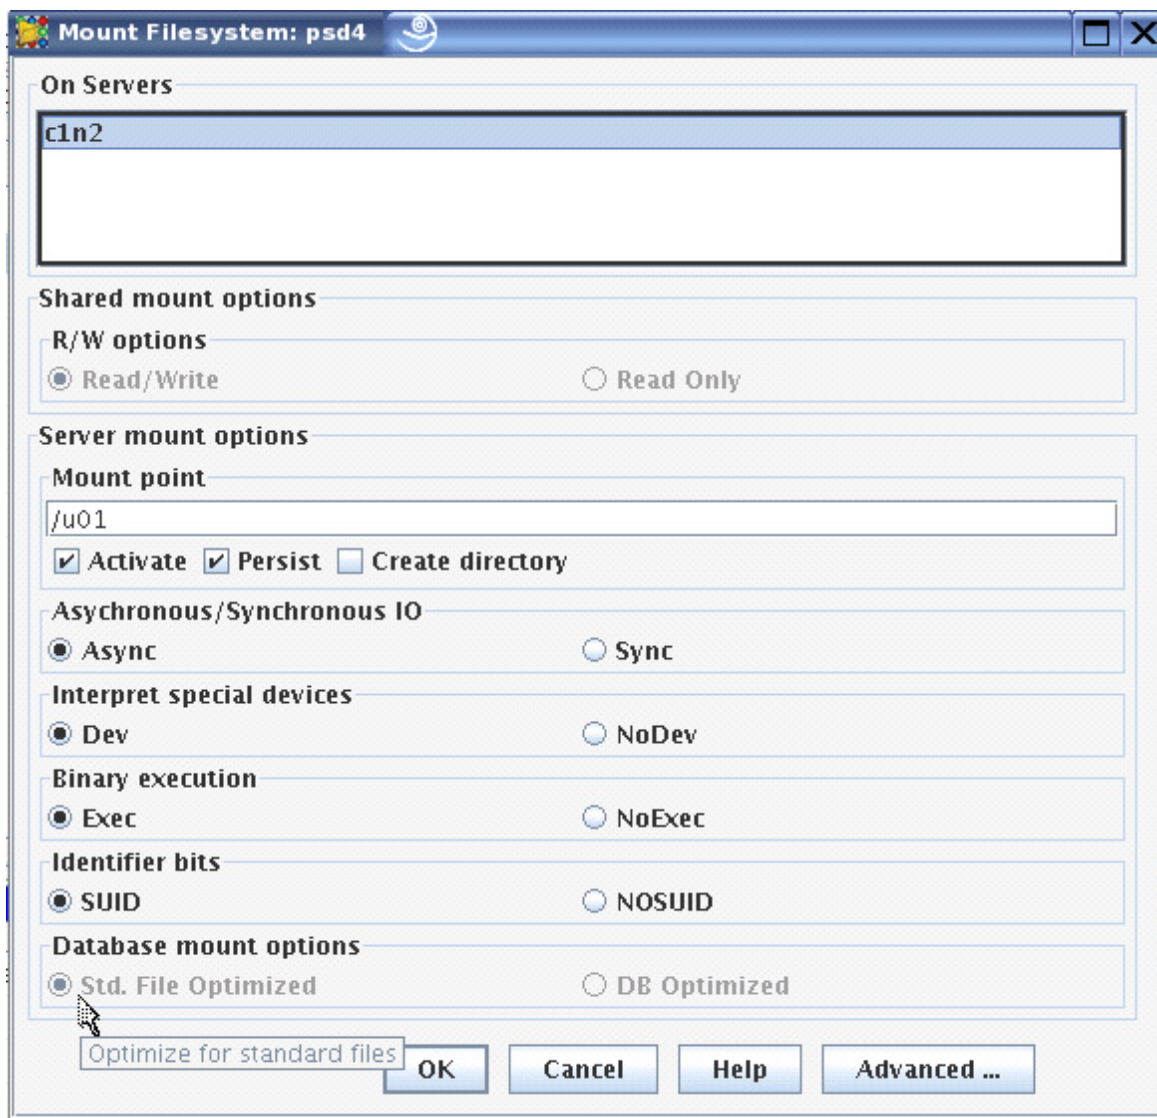 Mount Filesystem: psd4
On Servers
c1n2
Shared mount options
R/W options
Read/Write Read Only
Server mount options
Mount point
/u01
Activate Persist Create directory
Asychronous/Synchronous IO
Async Sync
Interpret special devices
Dev NoDev
Binary execution
Exec NoExec
Identifier bits
SUID NOSUID
Database mount options
Std. File Optimized DB Optimized
Optimize for standard files
OK Cancel Help Advanced ...